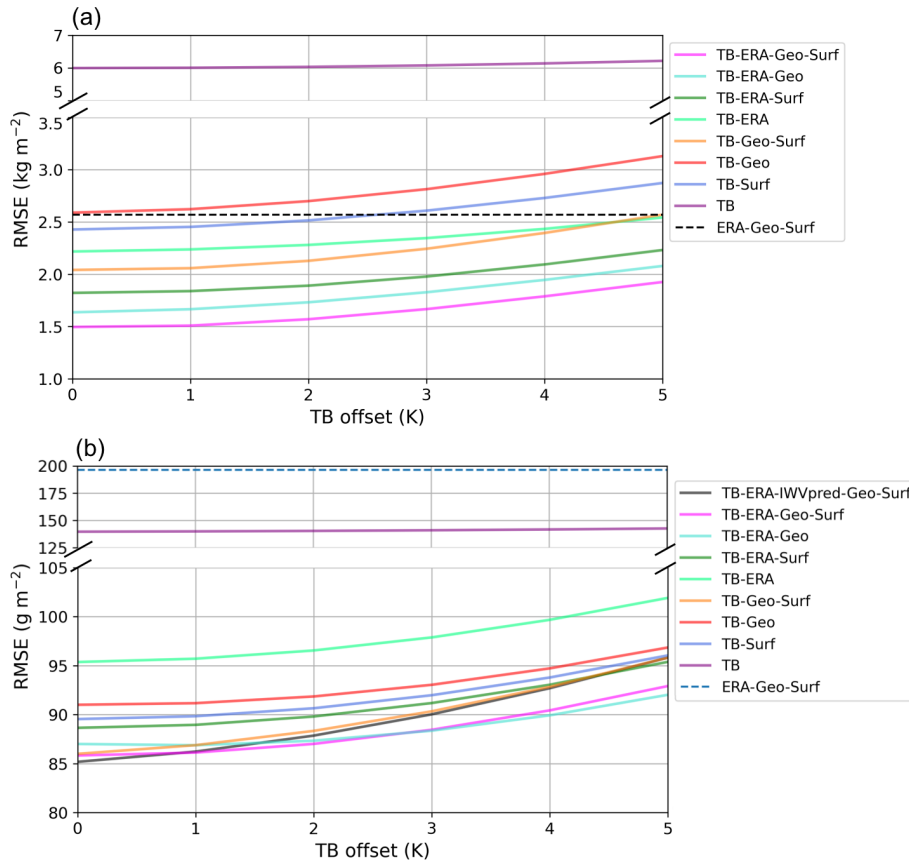 (a)
7
6
5
3.5
3.0
2.5
2.0
1.5
1.0
RMSE (kg m⁻²)
0 1 2 3 4 5
TB offset (K)
TB-ERA-Geo-Surf
TB-ERA-Geo
TB-ERA-Surf
TB-ERA
TB-Geo-Surf
TB-Geo
TB-Surf
TB
ERA-Geo-Surf
(b)
200
175
150
125
105
100
95
90
85
80
RMSE (g m⁻²)
0 1 2 3 4 5
TB offset (K)
TB-ERA-IWVpred-Geo-Surf
TB-ERA-Geo-Surf
TB-ERA-Geo
TB-ERA-Surf
TB-ERA
TB-Geo-Surf
TB-Geo
TB-Surf
TB
ERA-Geo-Surf